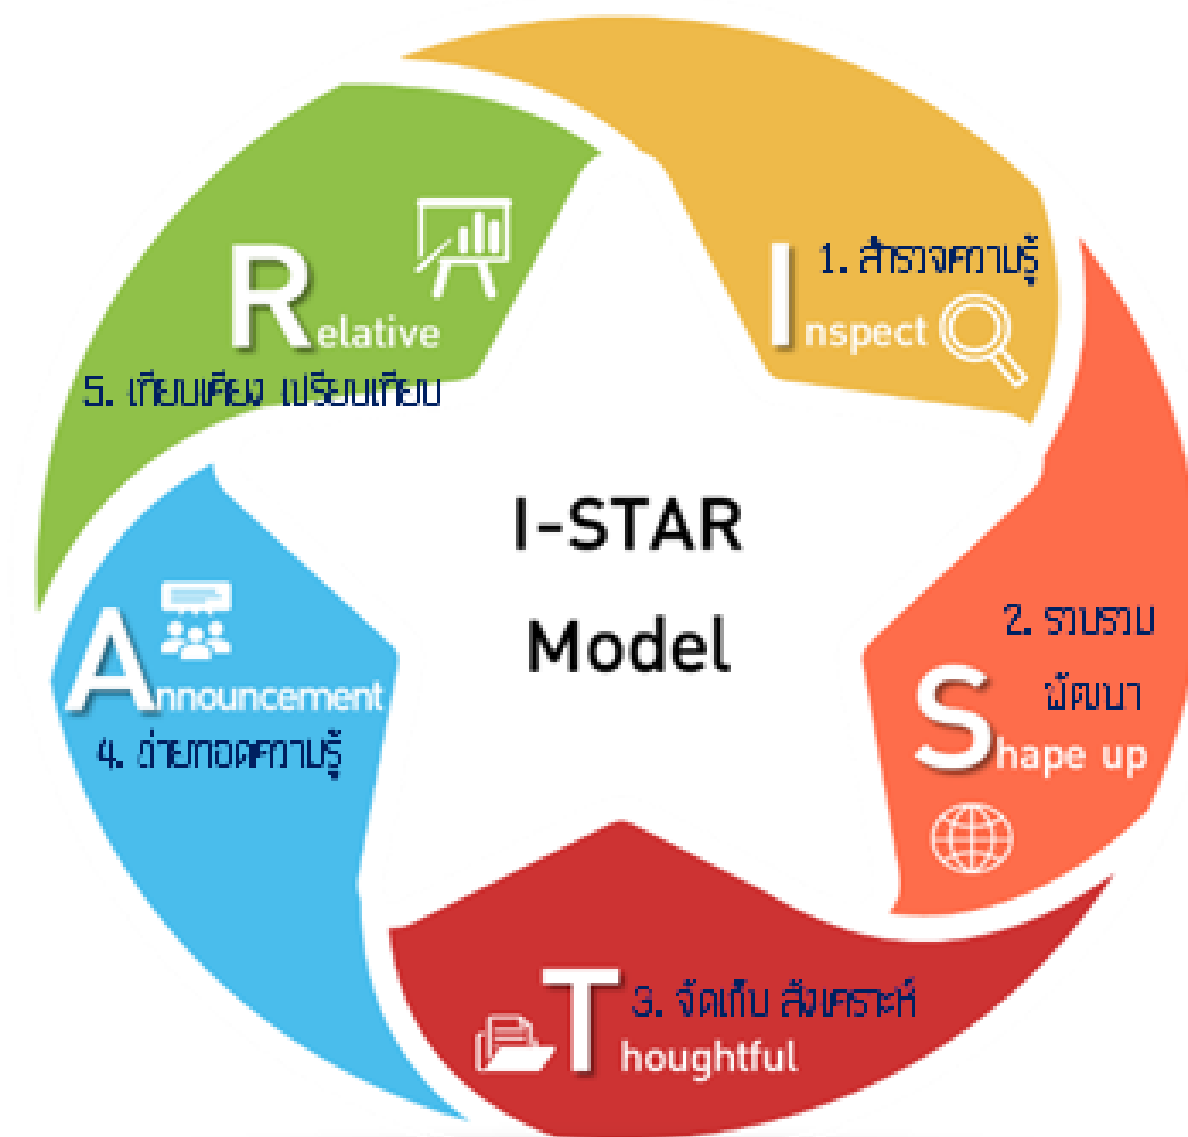 I-STAR
Model
1. สำรวจความรู้
Inspect
2. รวบรวม
พัฒนา
Shape up
3. จัดเก็บ สังเคราะห์
Thoughtful
Announcement
4. ถ่ายทอดความรู้
Relative
5. เทียบเคียง เปรียบเทียบ